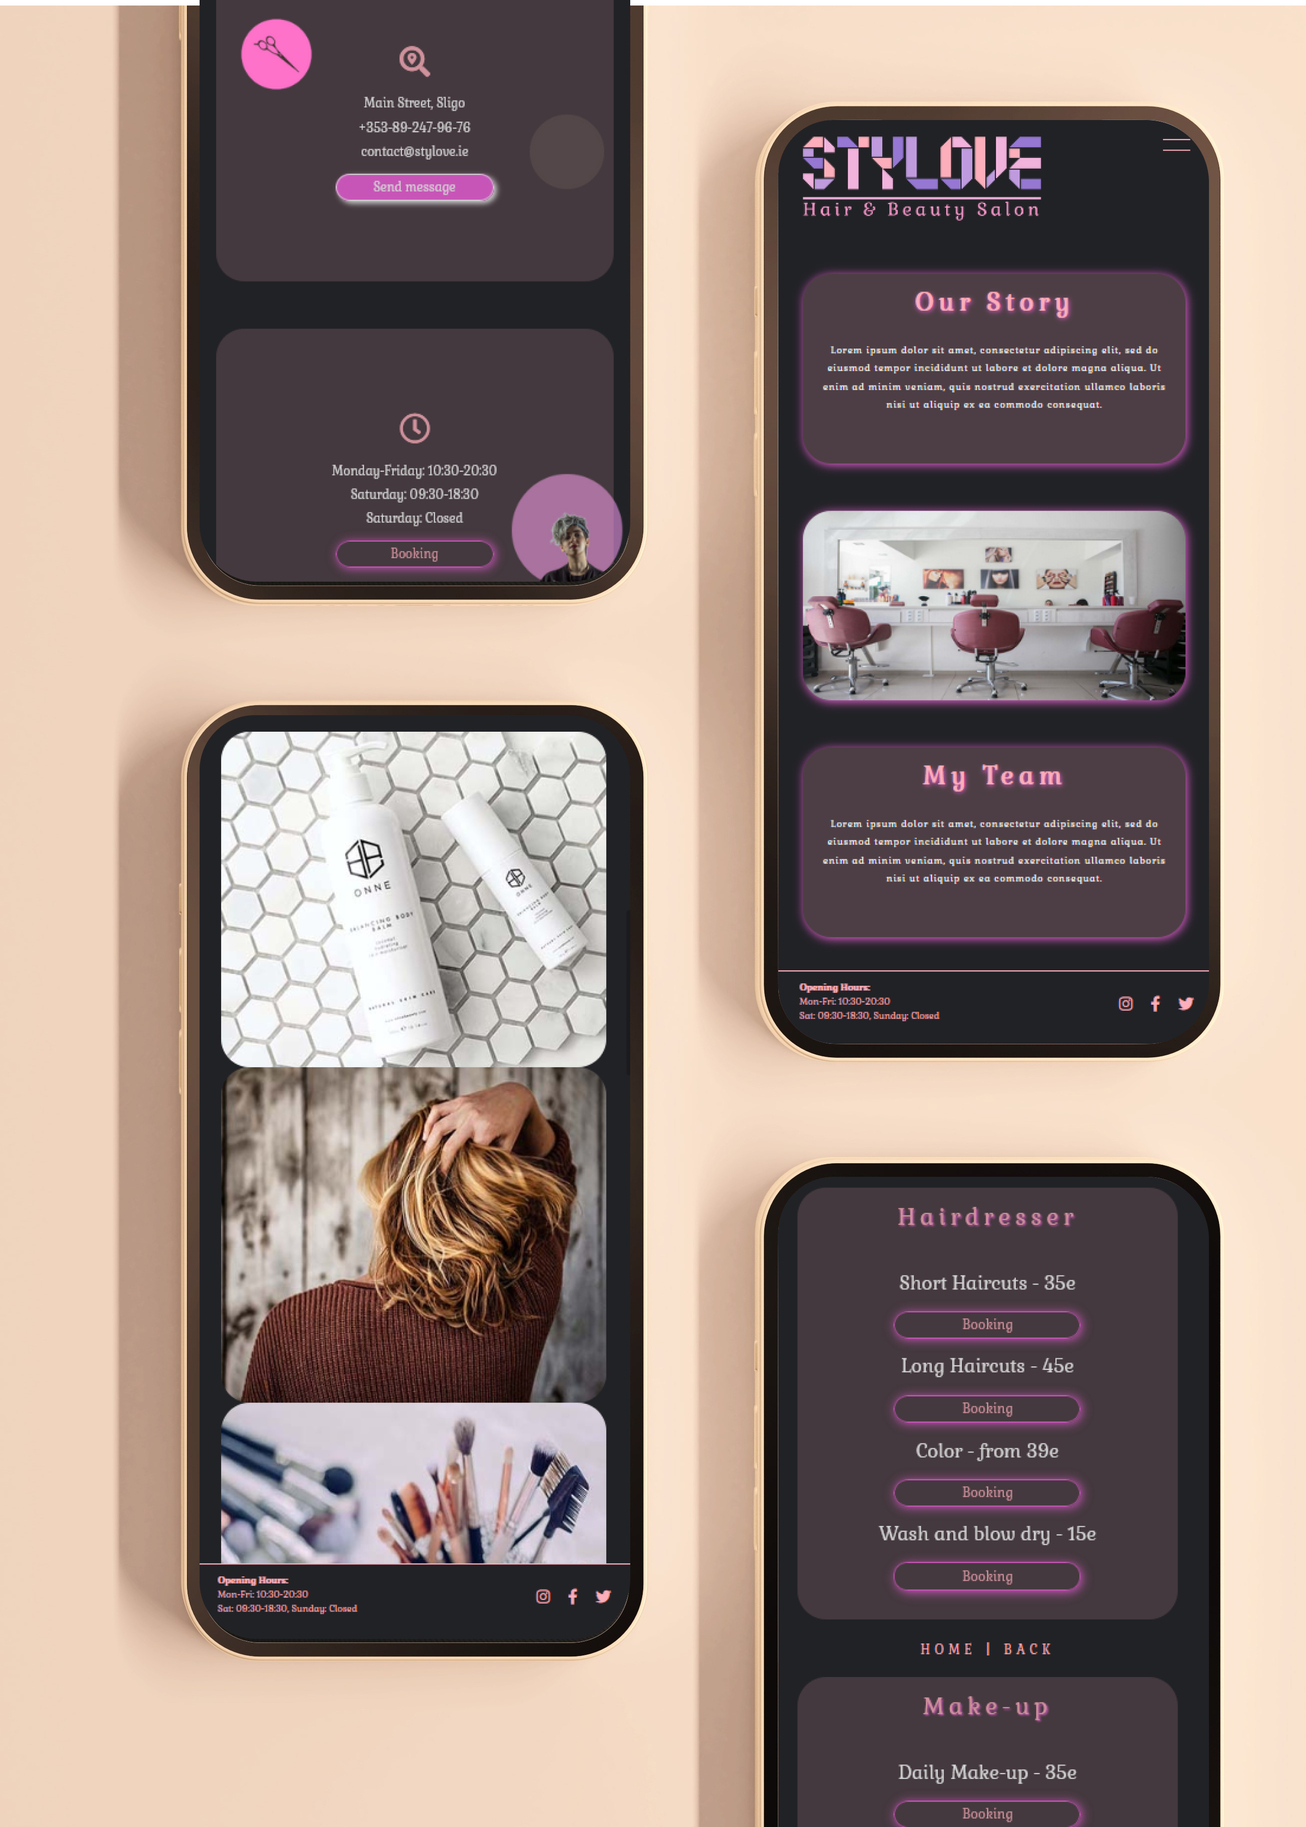 Main Street, Sligo
+353-89-247-96-76
contact@stylove.ie
Send message
Monday-Friday: 10:30-20:30
Saturday: 09:30-18:30
Saturday: Closed
Booking
ONNE
BALANCING BODY
BALM
NATURAL SKIN CARE
ONNE
Opening Hours:
Mon-Fri: 10:30-20:30
Sat: 09:30-18:30, Sunday: Closed
STYLOVE
Hair & Beauty Salon
Our Story
Lorem ipsum dolor sit amet, consectetur adipiscing elit, sed do
eiusmod tempor incididunt ut labore et dolore magna aliqua. Ut
enim ad minim veniam, quis nostrud exercitation ullamco laboris
nisi ut aliquip ex ea commodo consequat.
My Team
Lorem ipsum dolor sit amet, consectetur adipiscing elit, sed do
eiusmod tempor incididunt ut labore et dolore magna aliqua. Ut
enim ad minim veniam, quis nostrud exercitation ullamco laboris
nisi ut aliquip ex ea commodo consequat.
Opening Hours:
Mon-Fri: 10:30-20:30
Sat: 09:30-18:30, Sunday: Closed
Hairdresser
Short Haircuts - 35e
Booking
Long Haircuts - 45e
Booking
Color - from 39e
Booking
Wash and blow dry - 15e
Booking
HOME | BACK
Make-up
Daily Make-up - 35e
Booking